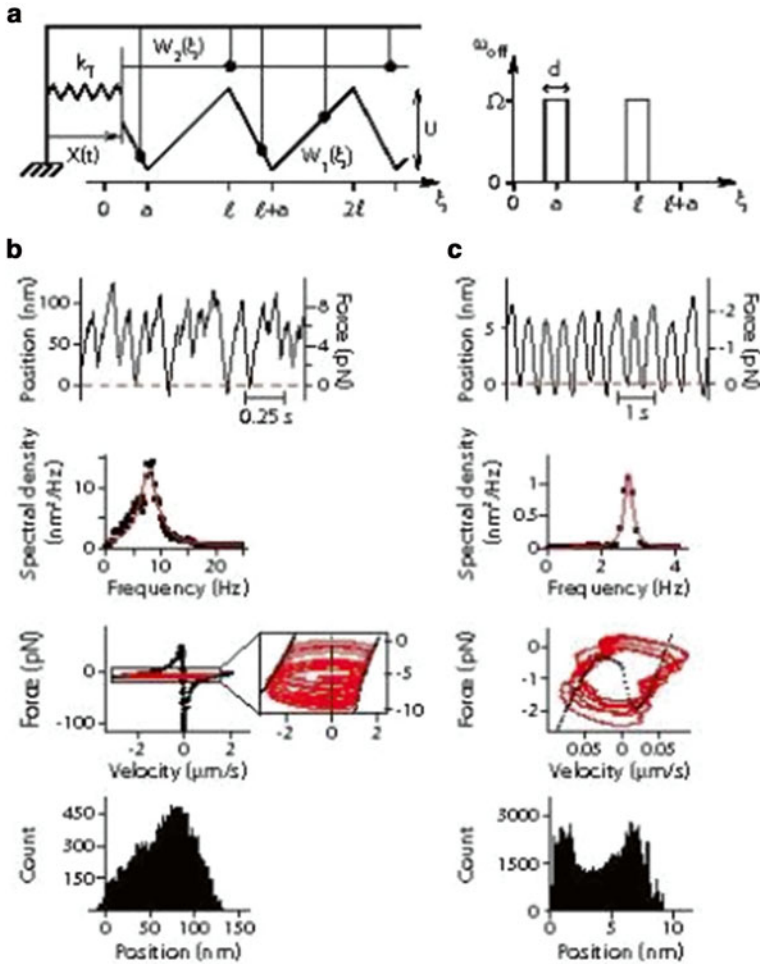 a
k_T
W₂(ξ)
X(t)
W₁(ξ)
U
0 a ℓ ℓ+a 2ℓ ξ
ω_off
d
Ω
0
0 a ℓ ℓ+a ξ
b
Position (nm)
100
50
0
8
4
0
Force (pN)
0.25 s
Spectral density
(nm²/Hz)
10
0
0 10 20
Frequency (Hz)
Force (pN)
0
-100
-2 0 2
Velocity (μm/s)
0
-5
-10
-2 0 2
Count
450
300
150
0 50 100 150
Position (nm)
c
Position (nm)
5
0
-2
-1
0
Force (pN)
1 s
Spectral density
(nm²/Hz)
1
0.5
0
0 2 4
Frequency (Hz)
Force (pN)
0
-1
-2
0.05 0 0.05
Velocity (μm/s)
Count
3000
1500
0
0 5 10
Position (nm)